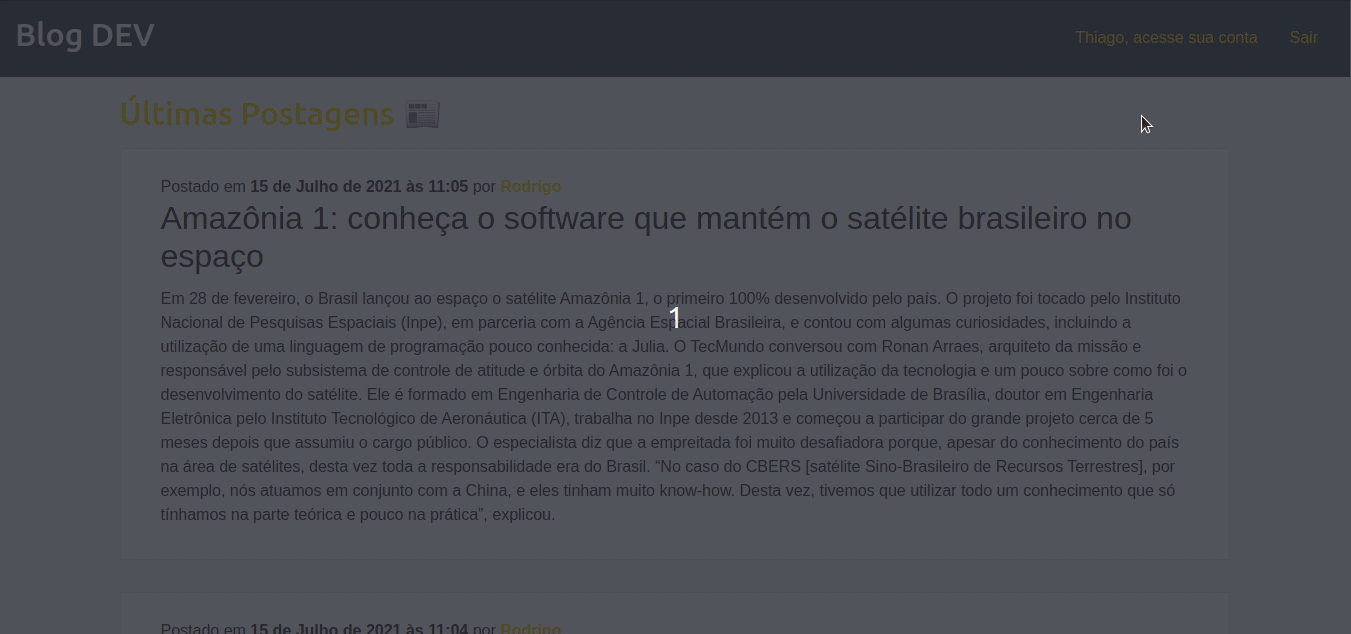 Blog DEV
Thiago, acesse sua conta
Sair
Últimas Postagens
Postado em 15 de Julho de 2021 às 11:05 por Rodrigo
Amazônia 1: conheça o software que mantém o satélite brasileiro no
espaço
Em 28 de fevereiro, o Brasil lançou ao espaço o satélite Amazônia 1, o primeiro 100% desenvolvido pelo país. O projeto foi tocado pelo Instituto
Nacional de Pesquisas Espaciais (Inpe), em parceria com a Agência Espacial Brasileira, e contou com algumas curiosidades, incluindo a
1
utilização de uma linguagem de programação pouco conhecida: a Julia. O TecMundo conversou com Ronan Arraes, arquiteto da missão e
responsável pelo subsistema de controle de atitude e órbita do Amazônia 1, que explicou a utilização da tecnologia e um pouco sobre como foi o
desenvolvimento do satélite. Ele é formado em Engenharia de Controle de Automação pela Universidade de Brasília, doutor em Engenharia
Eletrônica pelo Instituto Tecnológico de Aeronáutica (ITA), trabalha no Inpe desde 2013 e começou a participar do grande projeto cerca de 5
meses depois que assumiu o cargo público. O especialista diz que a empreitada foi muito desafiadora porque, apesar do conhecimento do país
na área de satélites, desta vez toda a responsabilidade era do Brasil. “No caso do CBERS [satélite Sino-Brasileiro de Recursos Terrestres], por
exemplo, nós atuamos em conjunto com a China, e eles tinham muito know-how. Desta vez, tivemos que utilizar todo um conhecimento que só
tínhamos na parte teórica e pouco na prática”, explicou.
Postado em 15 de Julho de 2021 às 11:04 por Rodrigo